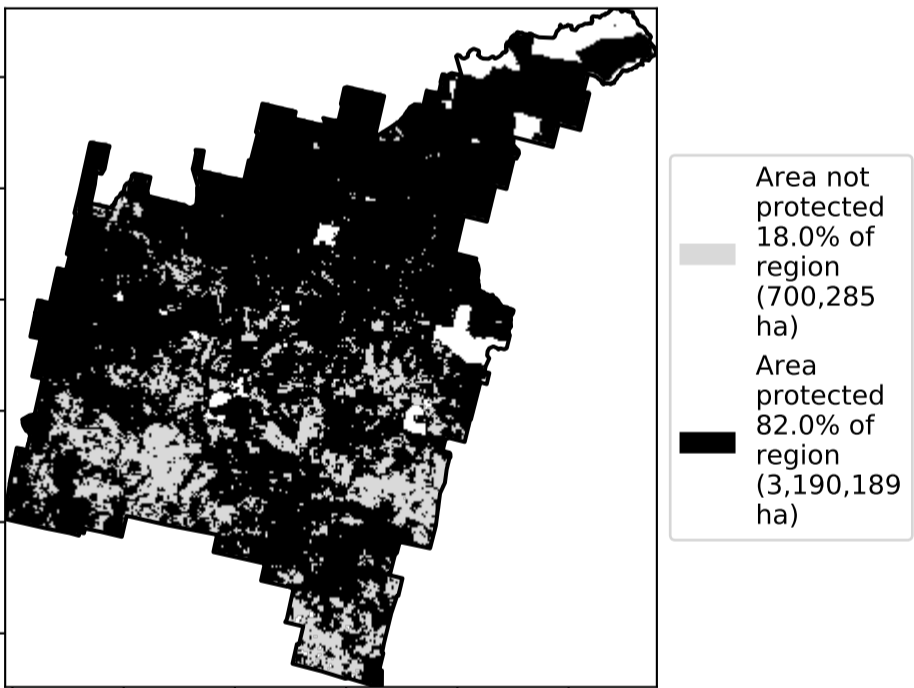 Area not
protected
18.0% of
region
(700,285
ha)
Area
protected
82.0% of
region
(3,190,189
ha)